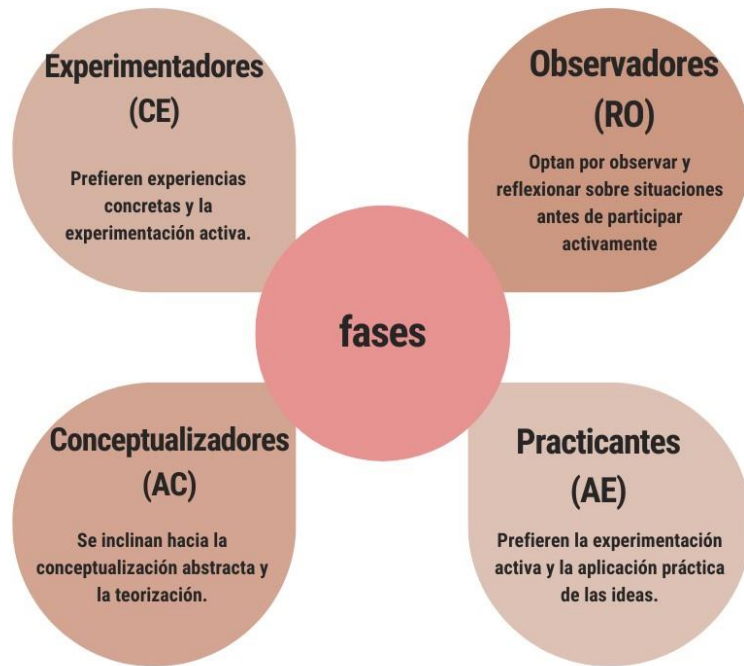 Experimentadores
(CE)
Prefieren experiencias
concretas y la
experimentación activa.
Observadores
(RO)
Optan por observar y
reflexionar sobre situaciones
antes de participar
activamente
fases
Conceptualizadores
(AC)
Se inclinan hacia la
conceptualización abstracta y
la teorización.
Practicantes
(AE)
Prefieren la experimentación
activa y la aplicación práctica
de las ideas.